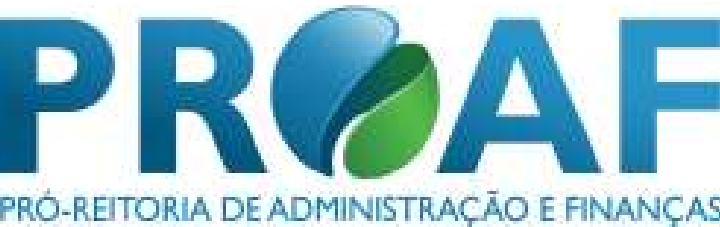 PROAF
PRÓ-REITORIA DE ADMINISTRAÇÃO E FINANÇAS